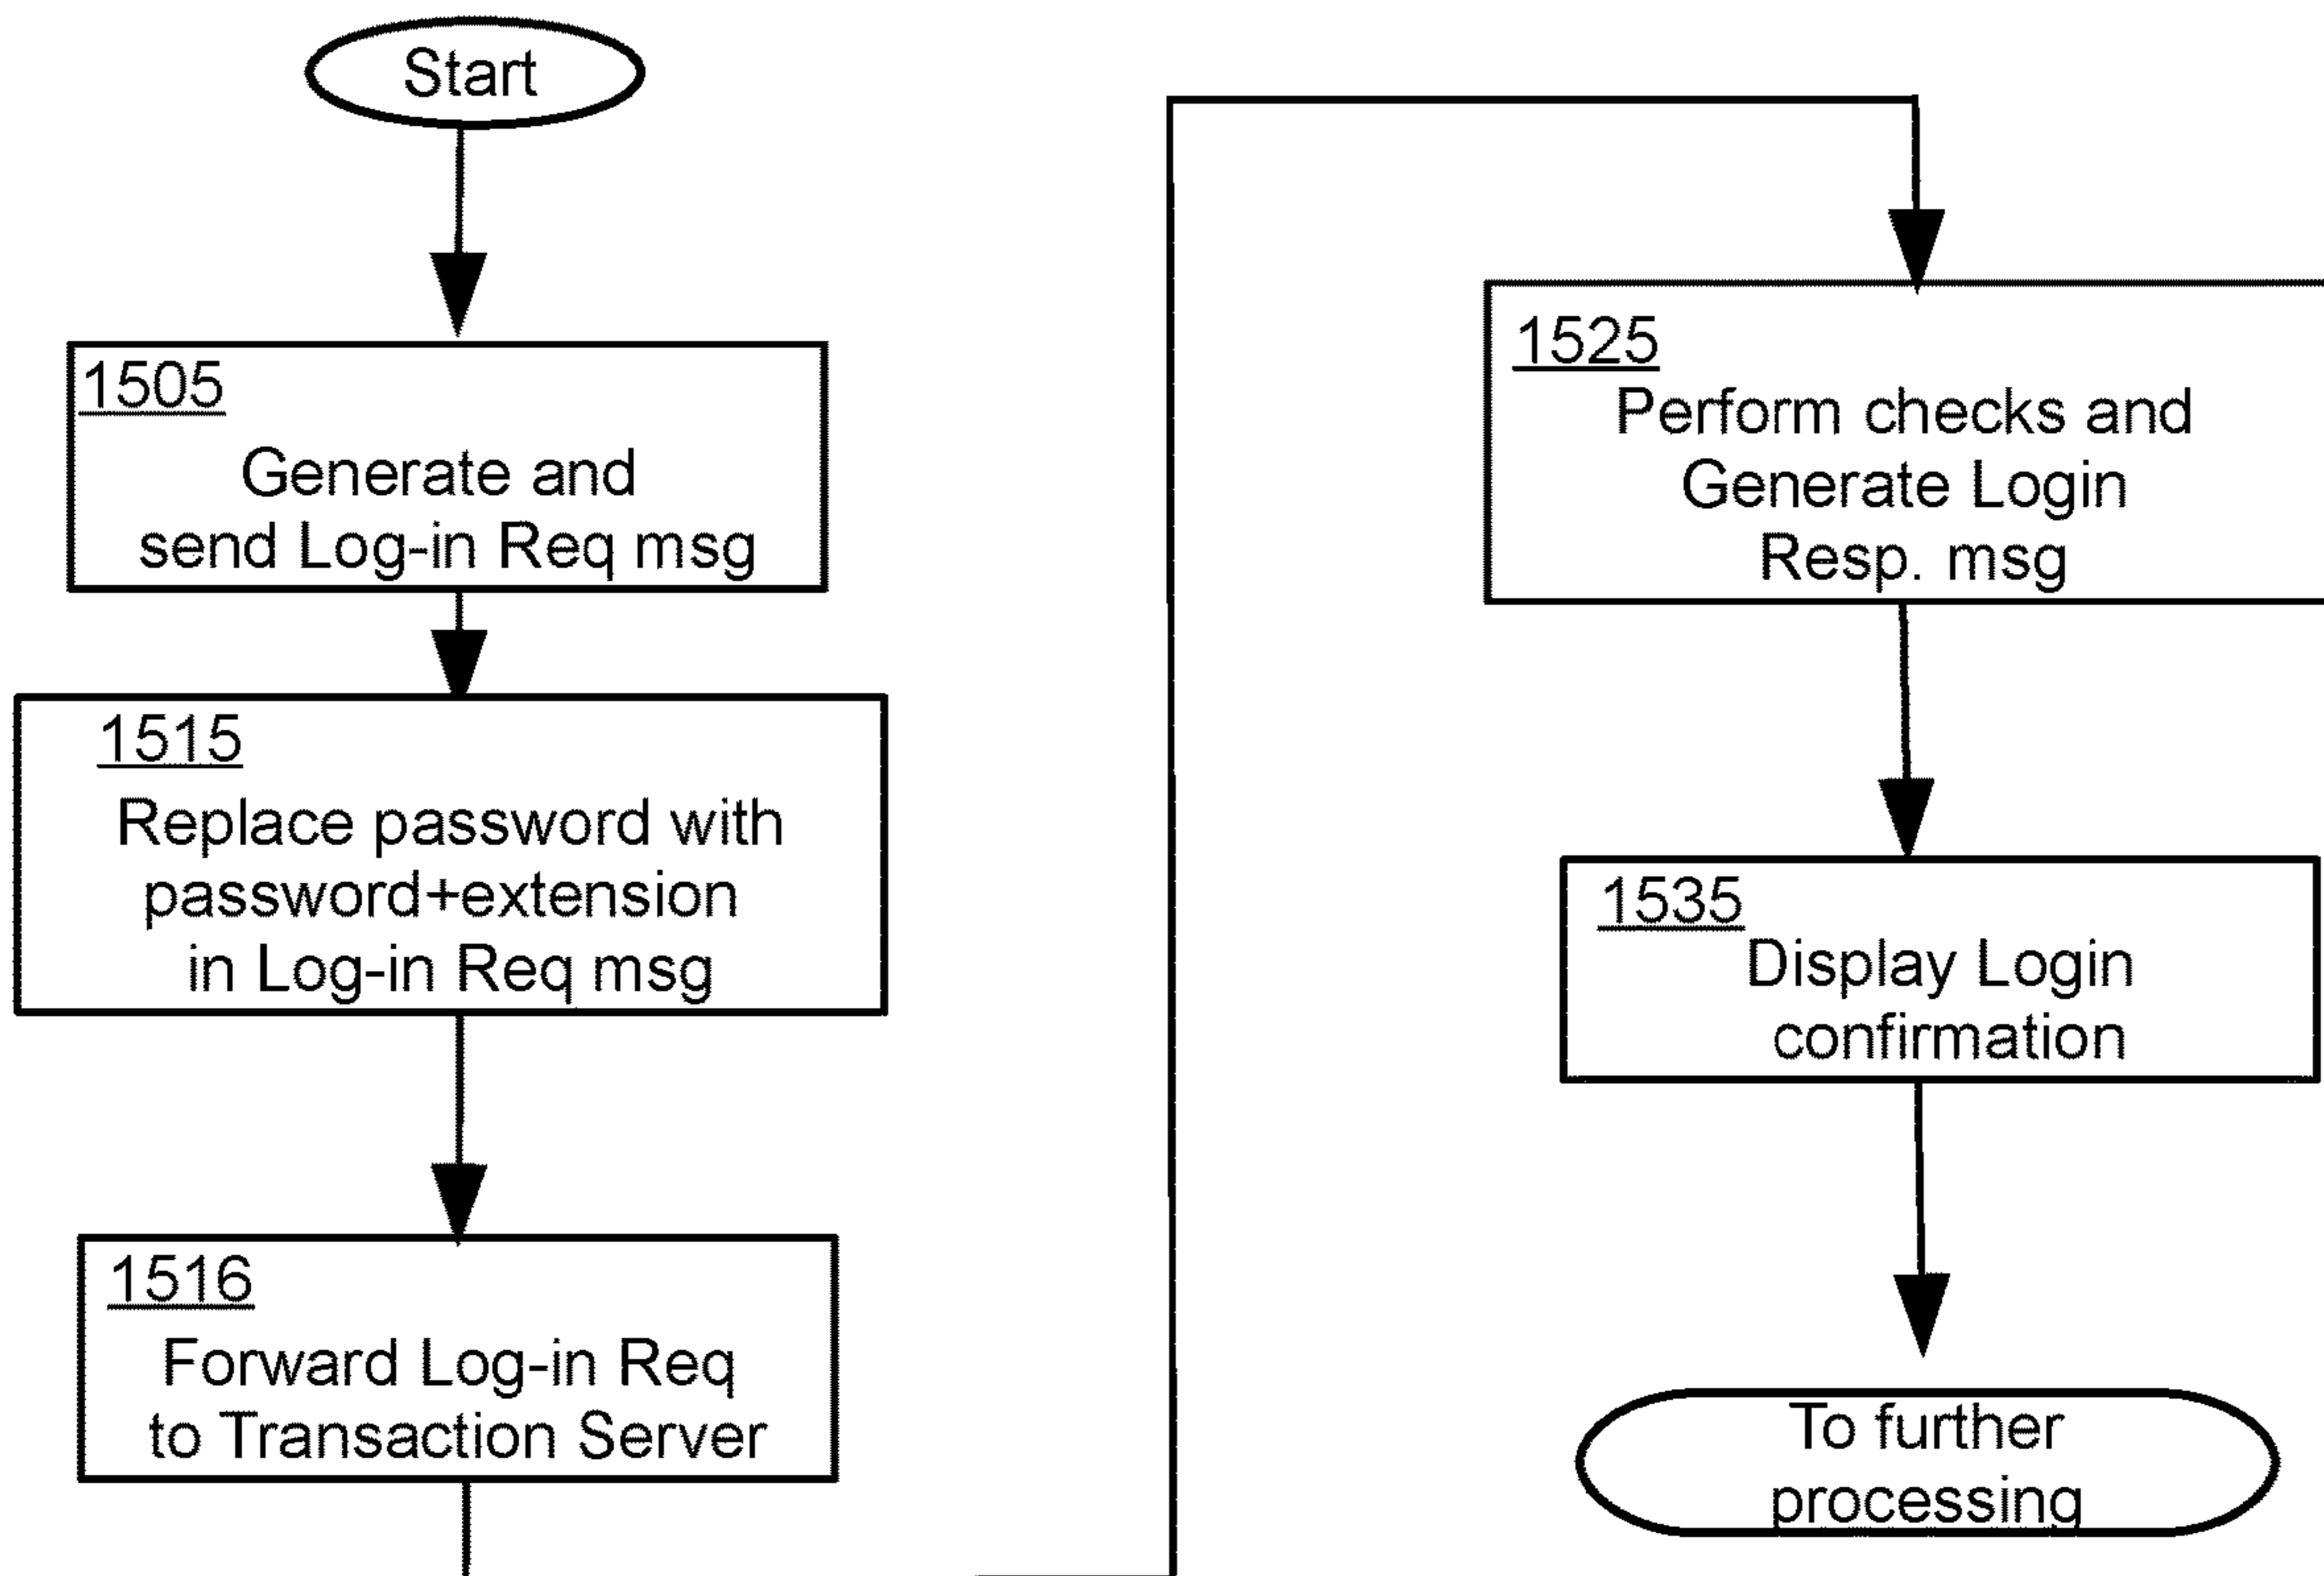 Start
1505
Generate and
send Log-in Req msg
1515
Replace password with
password+extension
in Log-in Req msg
1516
Forward Log-in Req
to Transaction Server
1525
Perform checks and
Generate Login
Resp. msg
1535
Display Login
confirmation
To further
processing